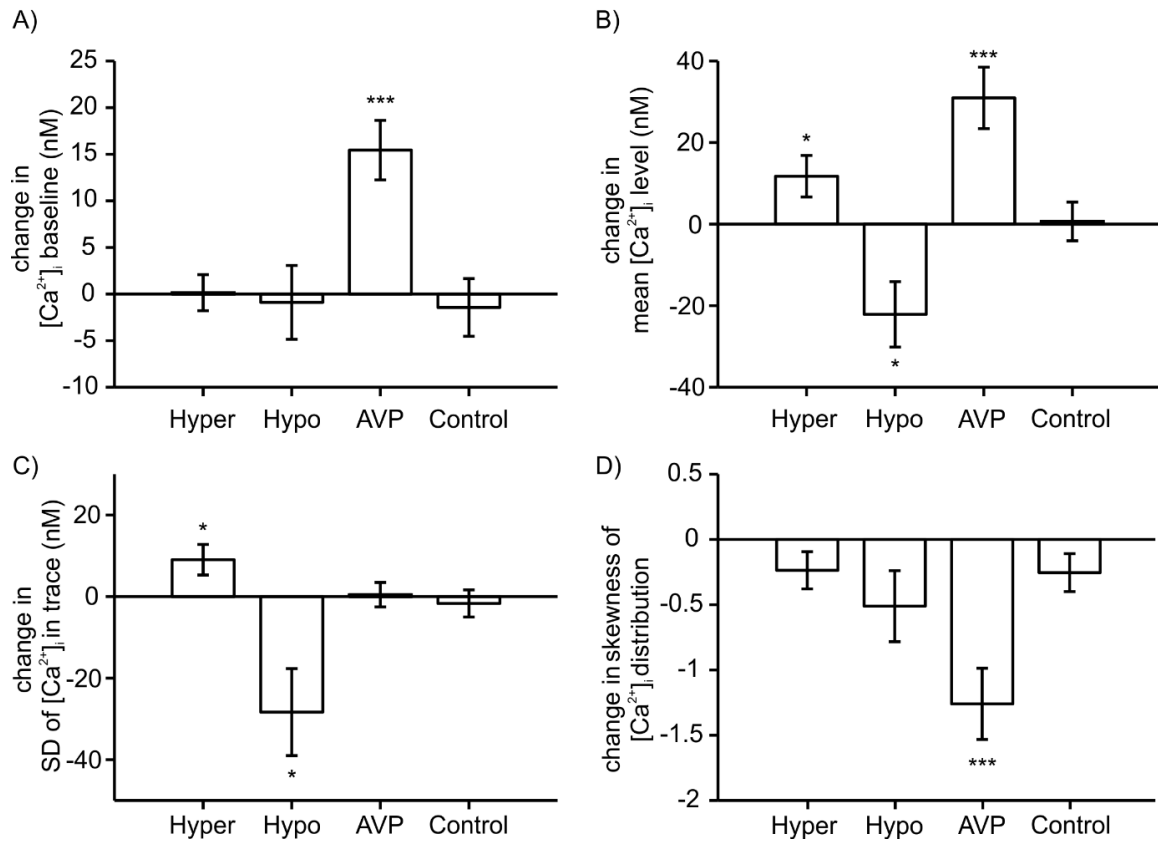 A)
change in
[Ca²⁺]ᵢ baseline (nM)
25
20
15
10
5
0
-5
-10
***
Hyper Hypo AVP Control
B)
change in
mean [Ca²⁺]ᵢ level (nM)
40
20
0
-20
-40
*
*
***
Hyper Hypo AVP Control
C)
change in
SD of [Ca²⁺]ᵢ in trace (nM)
20
0
-20
-40
*
*
Hyper Hypo AVP Control
D)
change in skewness of
[Ca²⁺]ᵢ distribution
0.5
0
-0.5
-1
-1.5
-2
***
Hyper Hypo AVP Control